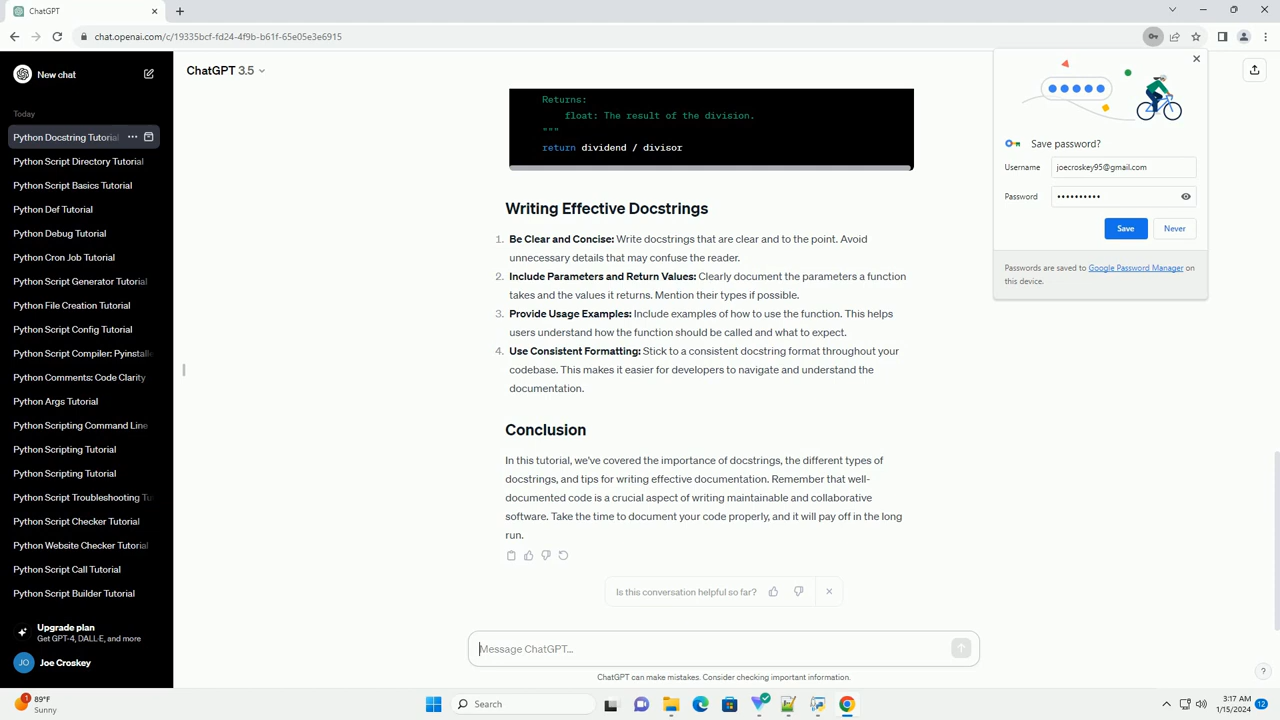 ChatGPT
chat.openai.com/c/19335bcf-fd24-4f9b-b61f-65e05e3e6915
New chat
Today
Python Docstring Tutorial
Python Script Directory Tutorial
Python Script Basics Tutorial
Python Def Tutorial
Python Debug Tutorial
Python Cron Job Tutorial
Python Script Generator Tutorial
Python File Creation Tutorial
Python Script Config Tutorial
Python Script Compiler: Pyinstalle
Python Comments: Code Clarity
Python Args Tutorial
Python Scripting Command Line
Python Scripting Tutorial
Python Scripting Tutorial
Python Script Troubleshooting Tu
Python Script Checker Tutorial
Python Website Checker Tutorial
Python Script Call Tutorial
Python Script Builder Tutorial
Upgrade plan
Get GPT-4, DALL·E, and more
JO
Joe Croskey
ChatGPT 3.5
Returns:
float: The result of the division.
"""
return dividend / divisor
Writing Effective Docstrings
1. Be Clear and Concise: Write docstrings that are clear and to the point. Avoid
unnecessary details that may confuse the reader.
2. Include Parameters and Return Values: Clearly document the parameters a function
takes and the values it returns. Mention their types if possible.
3. Provide Usage Examples: Include examples of how to use the function. This helps
users understand how the function should be called and what to expect.
4. Use Consistent Formatting: Stick to a consistent docstring format throughout your
codebase. This makes it easier for developers to navigate and understand the
documentation.
Conclusion
In this tutorial, we've covered the importance of docstrings, the different types of
docstrings, and tips for writing effective documentation. Remember that well-
documented code is a crucial aspect of writing maintainable and collaborative
software. Take the time to document your code properly, and it will pay off in the long
run.
Is this conversation helpful so far?
Message ChatGPT...
ChatGPT can make mistakes. Consider checking important information.
?
Save password?
Username
joecroskey95@gmail.com
Password
••••••••••
Save
Never
Passwords are saved to Google Password Manager on
this device.
1
89°F
Sunny
Search
3:17 AM
1/15/2024
12